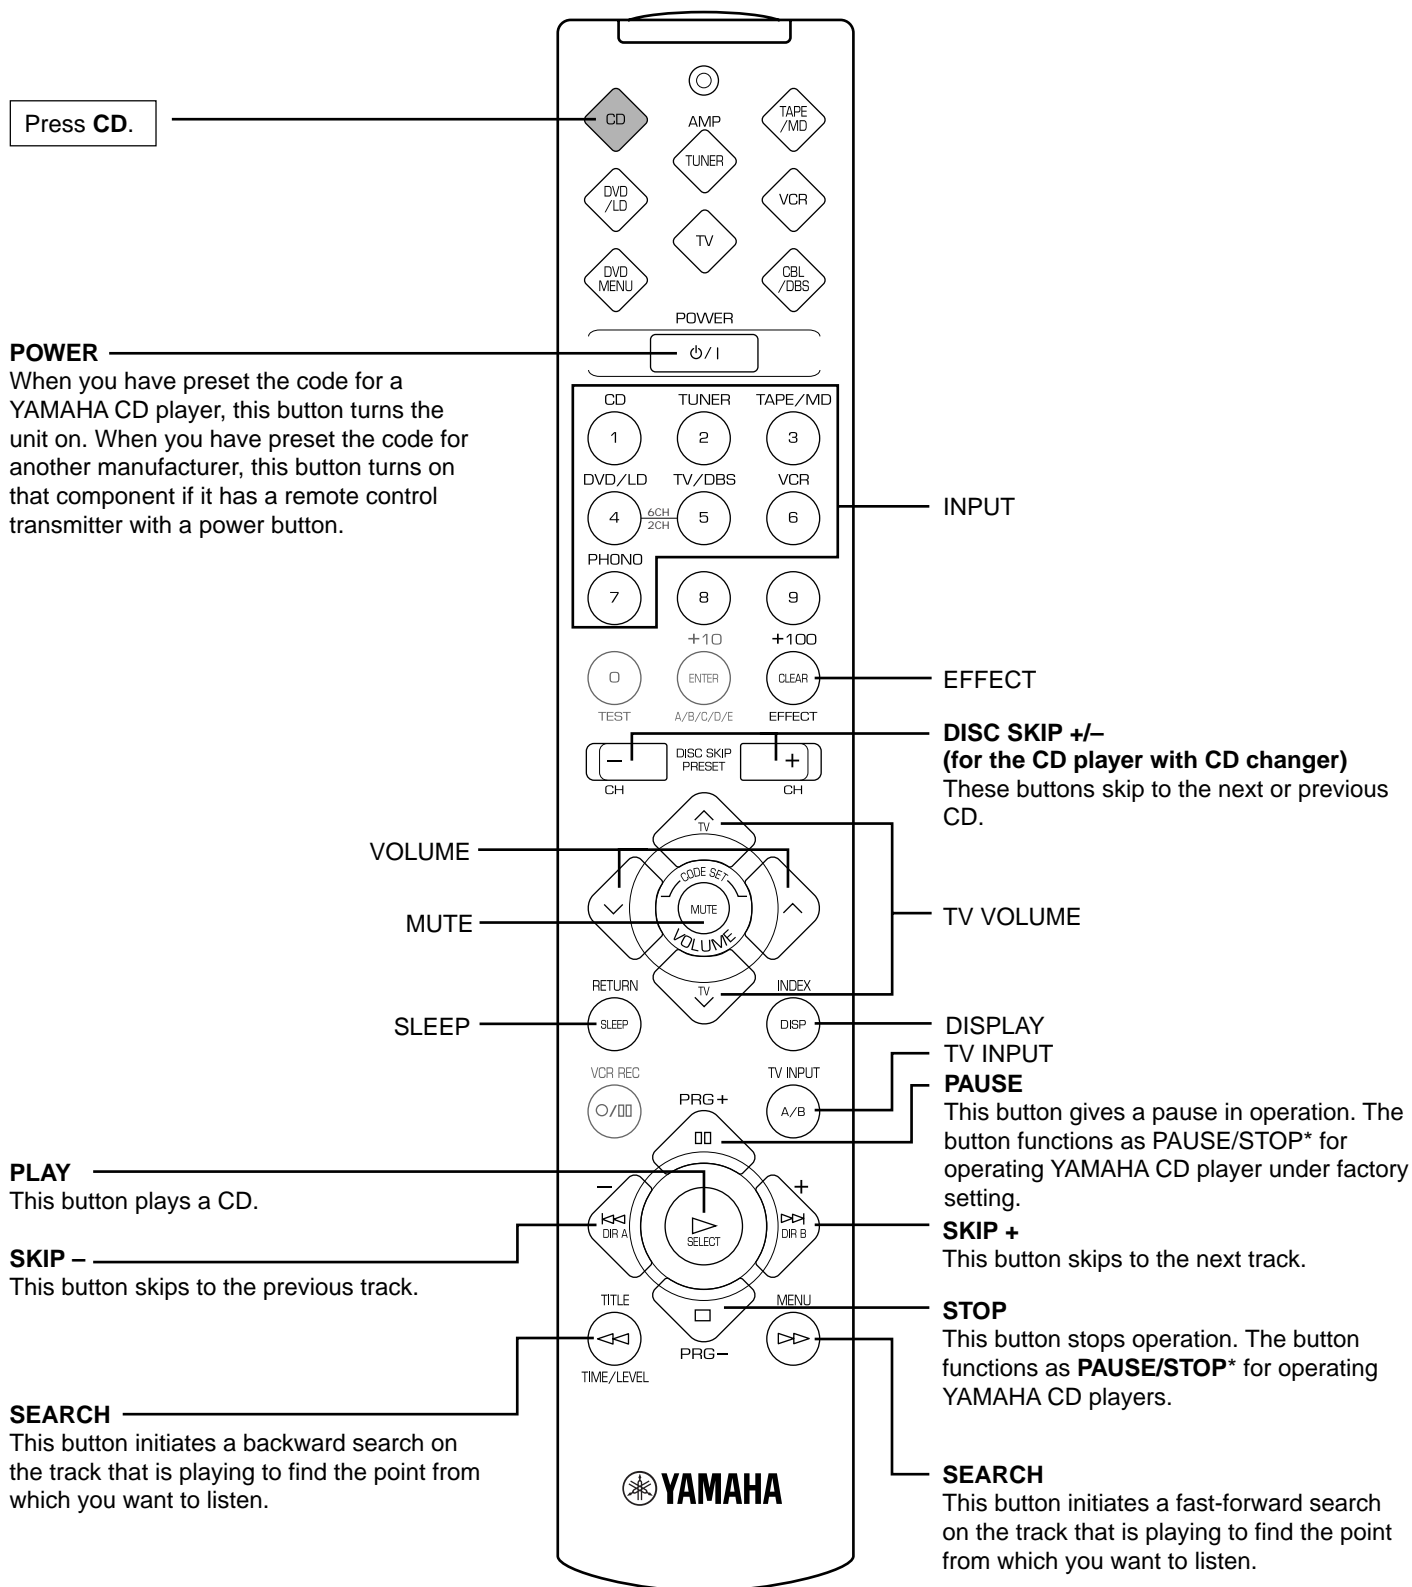 Press CD.
CD
AMP
TAPE
/MD
TUNER
DVD
/LD
VCR
TV
DVD
MENU
CBL
/DBS
POWER
⏻/I
POWER
When you have preset the code for a
YAMAHA CD player, this button turns the
unit on. When you have preset the code for
another manufacturer, this button turns on
that component if it has a remote control
transmitter with a power button.
CD TUNER TAPE/MD
1 2 3
DVD/LD TV/DBS VCR
4 6CH 5 6
2CH
PHONO
7 8 9
INPUT
+10 +100
0 ENTER CLEAR
TEST A/B/C/D/E EFFECT
EFFECT
DISC SKIP +/–
(for the CD player with CD changer)
These buttons skip to the next or previous
CD.
– DISC SKIP +
PRESET
CH CH
TV
VOLUME
CODE SET
MUTE
VOLUME
MUTE
TV VOLUME
TV
RETURN INDEX
SLEEP
SLEEP DISP
DISPLAY
TV INPUT
VCR REC TV INPUT
A/B
PRG+
PAUSE
This button gives a pause in operation. The
button functions as PAUSE/STOP* for
operating YAMAHA CD player under factory
setting.
PLAY
This button plays a CD.
– +
DIR A SELECT DIR B
SKIP –
This button skips to the previous track.
SKIP +
This button skips to the next track.
TITLE MENU
PRG–
TIME/LEVEL
STOP
This button stops operation. The button
functions as PAUSE/STOP* for operating
YAMAHA CD players.
SEARCH
This button initiates a backward search on
the track that is playing to find the point from
which you want to listen.
YAMAHA
SEARCH
This button initiates a fast-forward search
on the track that is playing to find the point
from which you want to listen.